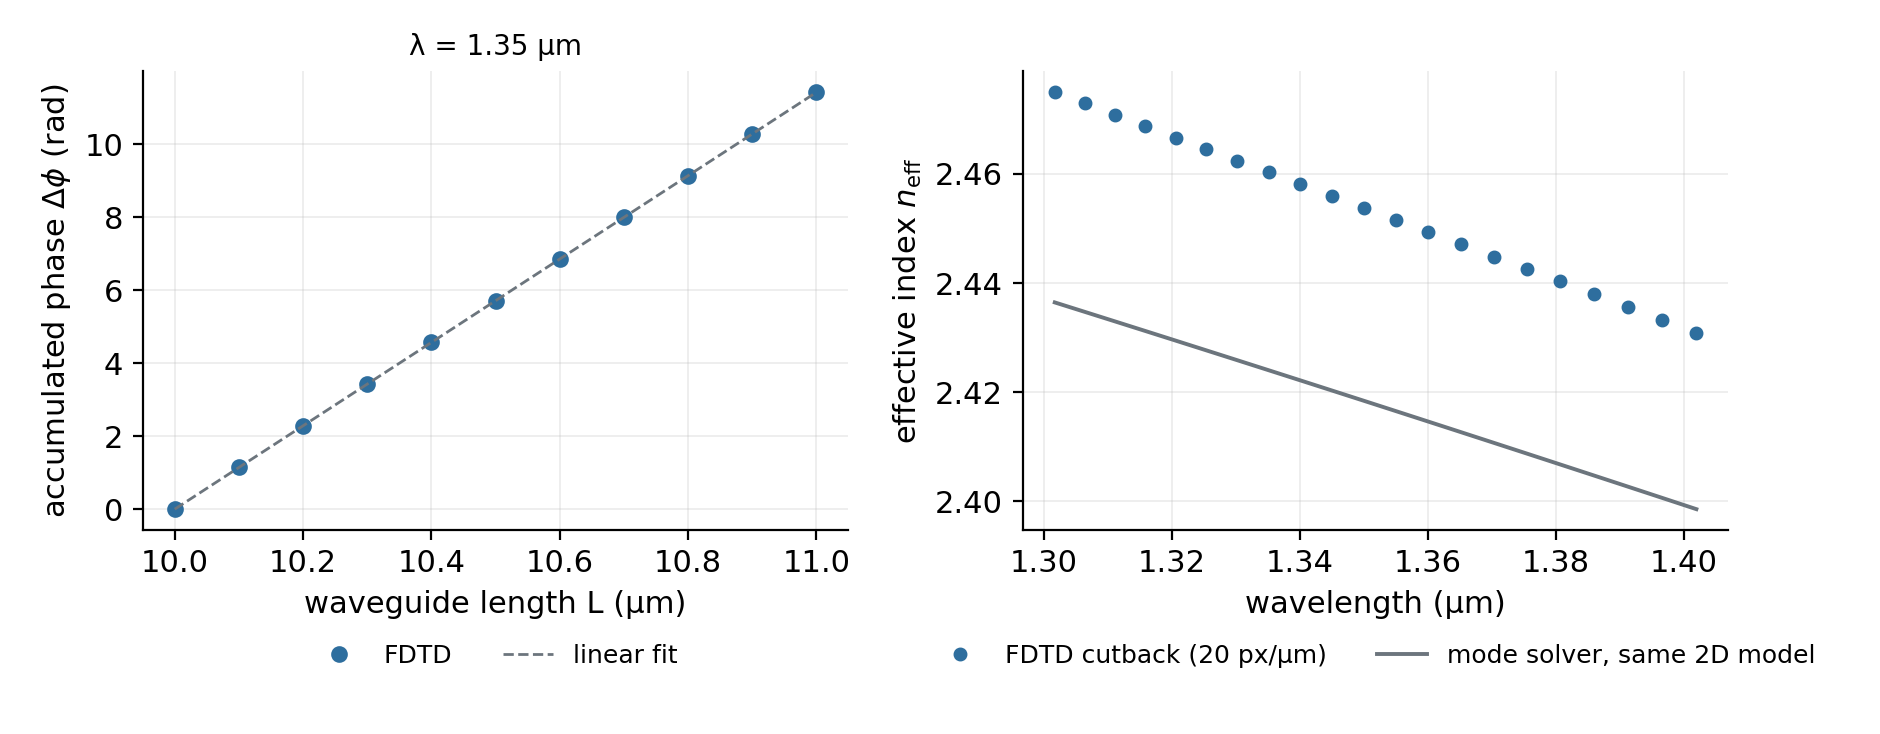 λ = 1.35 µm
accumulated phase Δϕ (rad)
10
8
6
4
2
0
10.0 10.2 10.4 10.6 10.8 11.0
waveguide length L (µm)
FDTD linear fit
effective index n_eff
2.46
2.44
2.42
2.40
1.30 1.32 1.34 1.36 1.38 1.40
wavelength (µm)
FDTD cutback (20 px/µm) mode solver, same 2D model